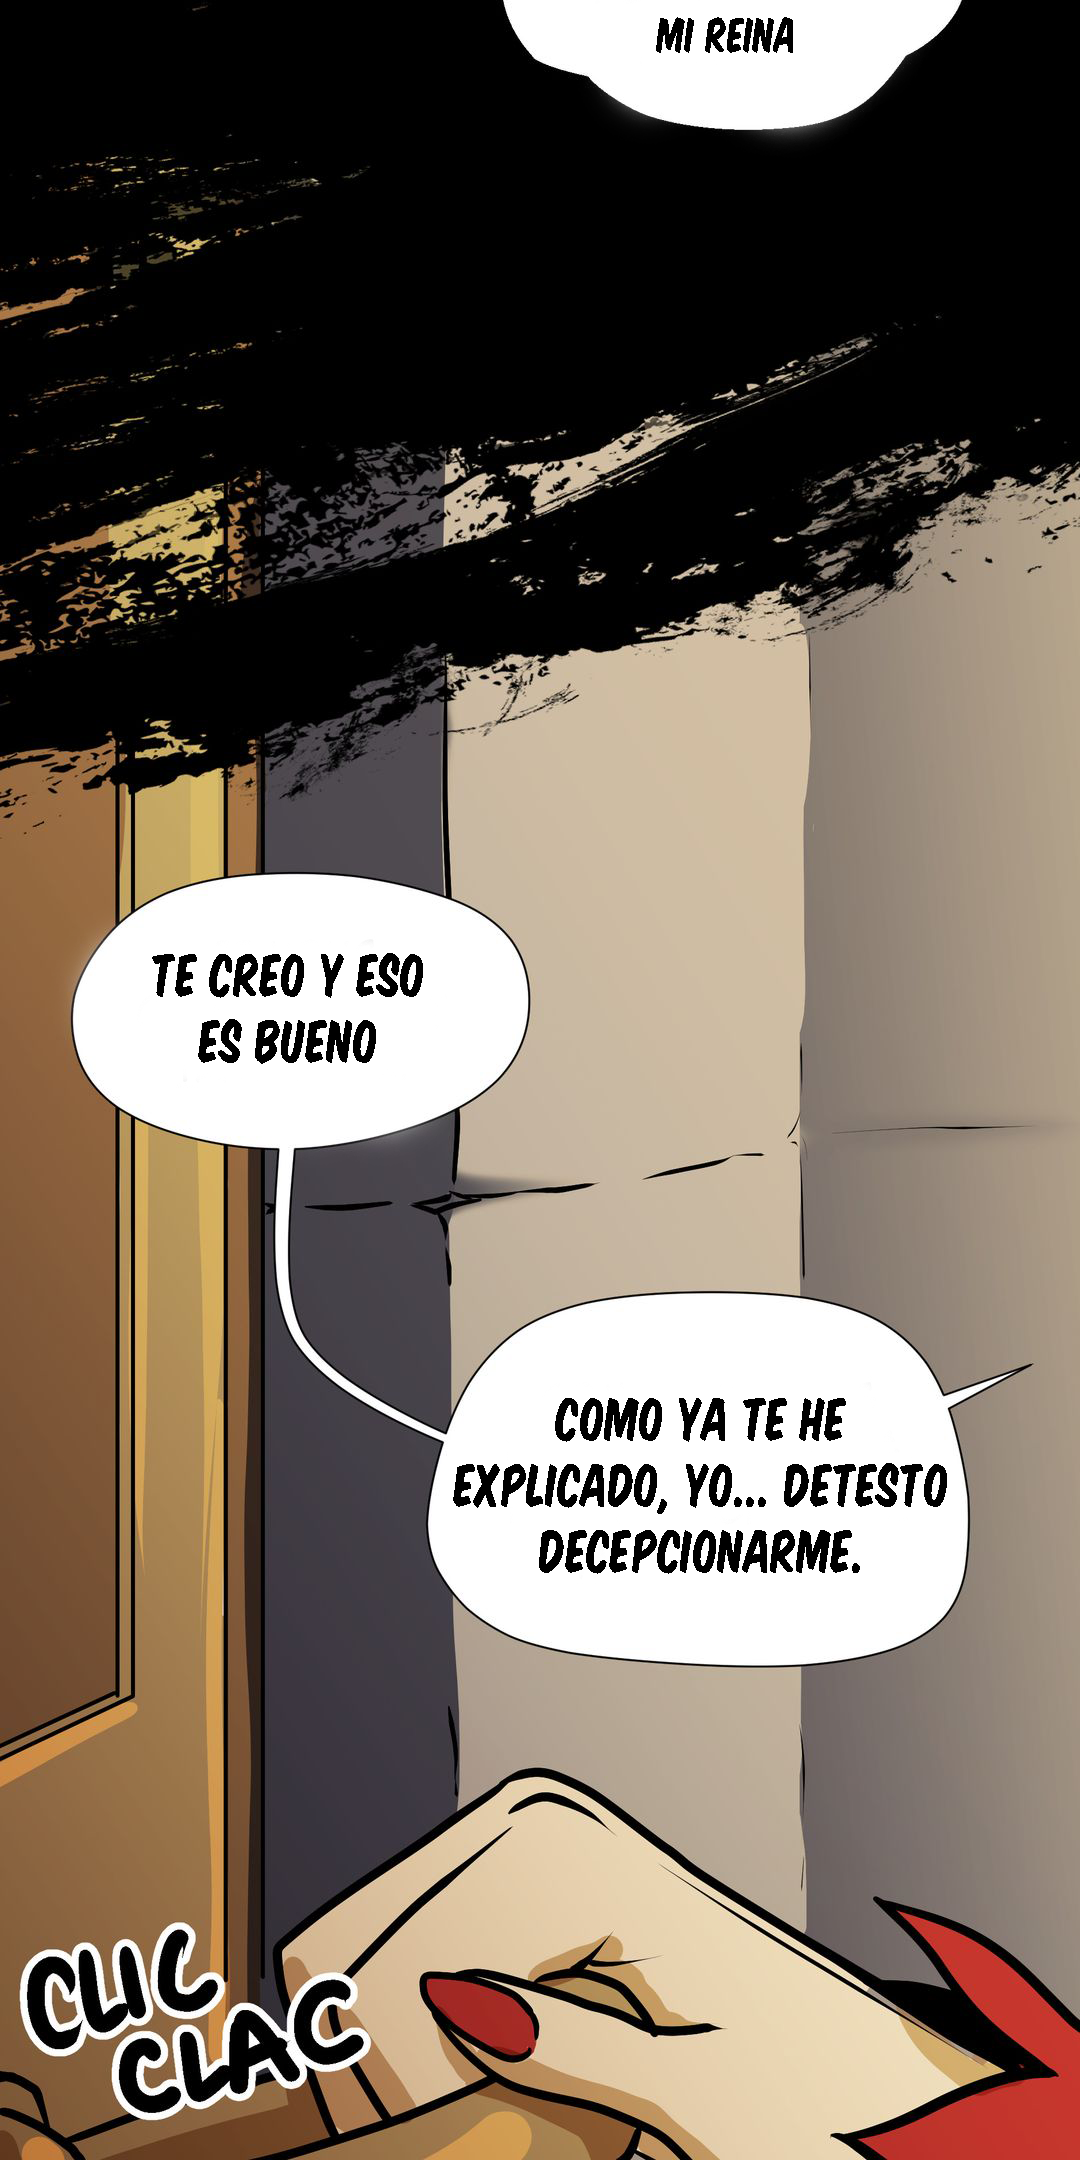 MI REINA
TE CREO Y ESO
ES BUENO
COMO YA TE HE
EXPLICADO, YO... DETESTO
DECEPCIONARME.
CLIC
CLAC